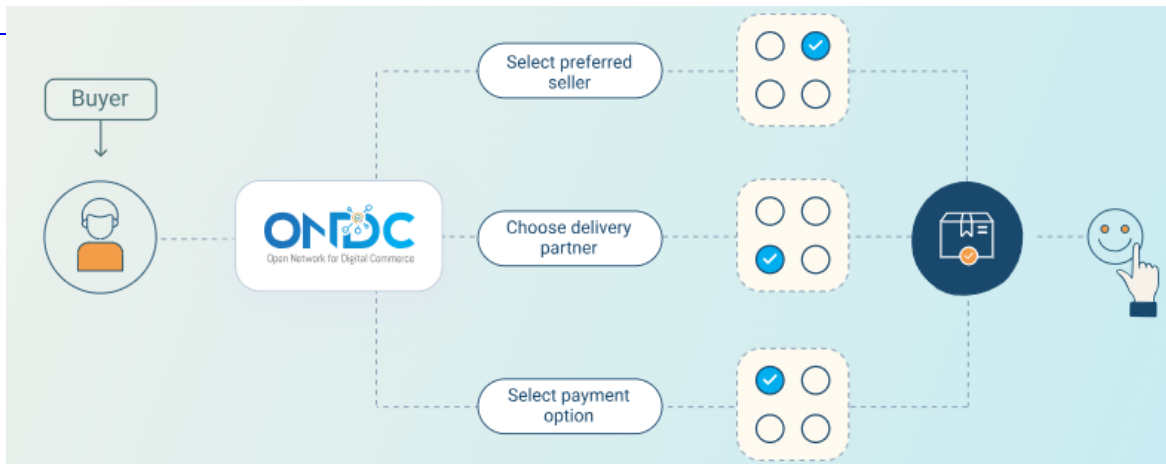 Buyer
ONDC
Open Network for Digital Commerce
Select preferred
seller
Choose delivery
partner
Select payment
option